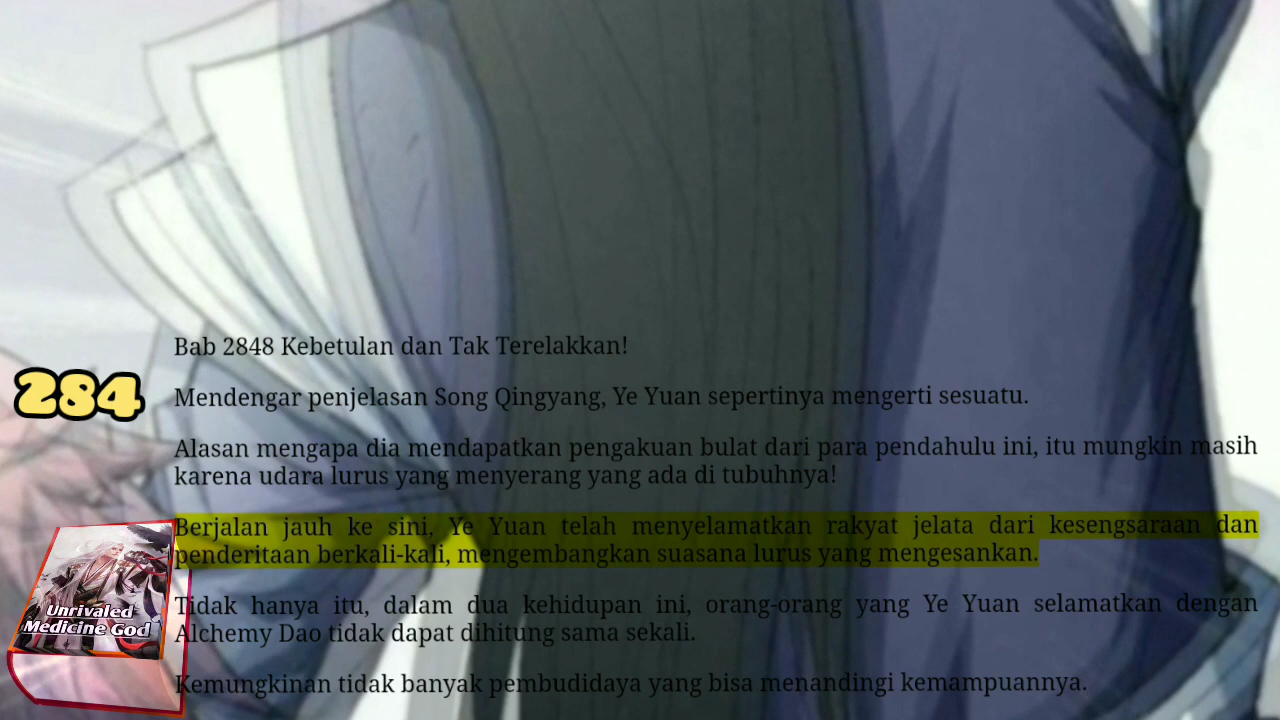 Bab 2848 Kebetulan dan Tak Terelakkan!
284
Mendengar penjelasan Song Qingyang, Ye Yuan sepertinya mengerti sesuatu.
Alasan mengapa dia mendapatkan pengakuan bulat dari para pendahulu ini, itu mungkin masih
karena udara lurus yang menyerang yang ada di tubuhnya!
Berjalan jauh ke sini, Ye Yuan telah menyelamatkan rakyat jelata dari kesengsaraan dan
penderitaan berkali-kali, mengembangkan suasana lurus yang mengesankan.
Tidak hanya itu, dalam dua kehidupan ini, orang-orang yang Ye Yuan selamatkan dengan
Alchemy Dao tidak dapat dihitung sama sekali.
Kemungkinan tidak banyak pembudidaya yang bisa menandingi kemampuannya.
Unrivaled
Medicine God